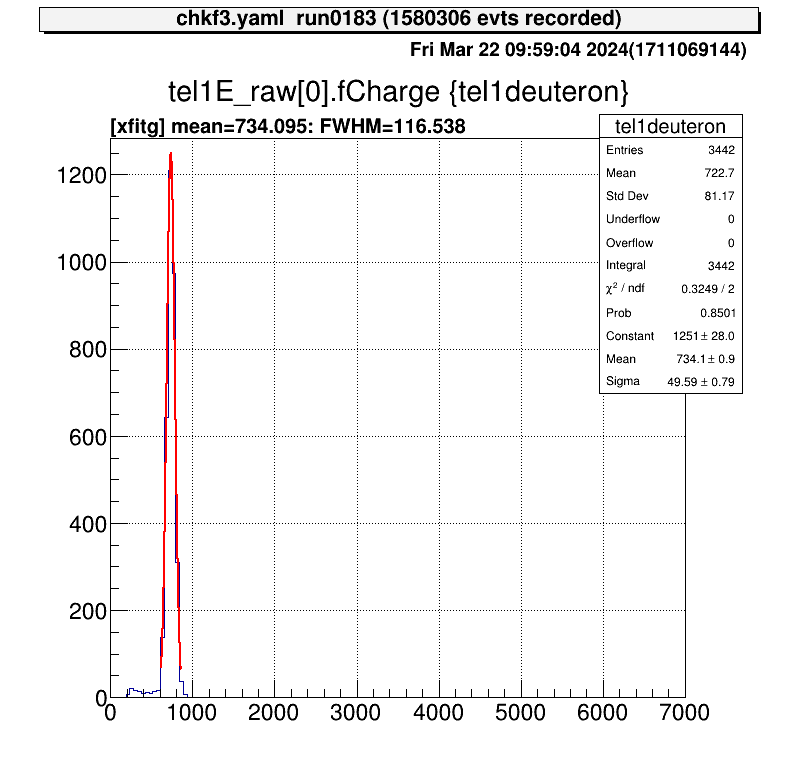 chkf3.yaml run0183 (1580306 evts recorded)
Fri Mar 22 09:59:04 2024(1711069144)
tel1E_raw[0].fCharge {tel1deuteron}
[xfitg] mean=734.095: FWHM=116.538
tel1deuteron
Entries 3442
Mean 722.7
Std Dev 81.17
Underflow 0
Overflow 0
Integral 3442
χ² / ndf 0.3249 / 2
Prob 0.8501
Constant 1251 ± 28.0
Mean 734.1 ± 0.9
Sigma 49.59 ± 0.79
1200
1000
800
600
400
200
0
0 1000 2000 3000 4000 5000 6000 7000